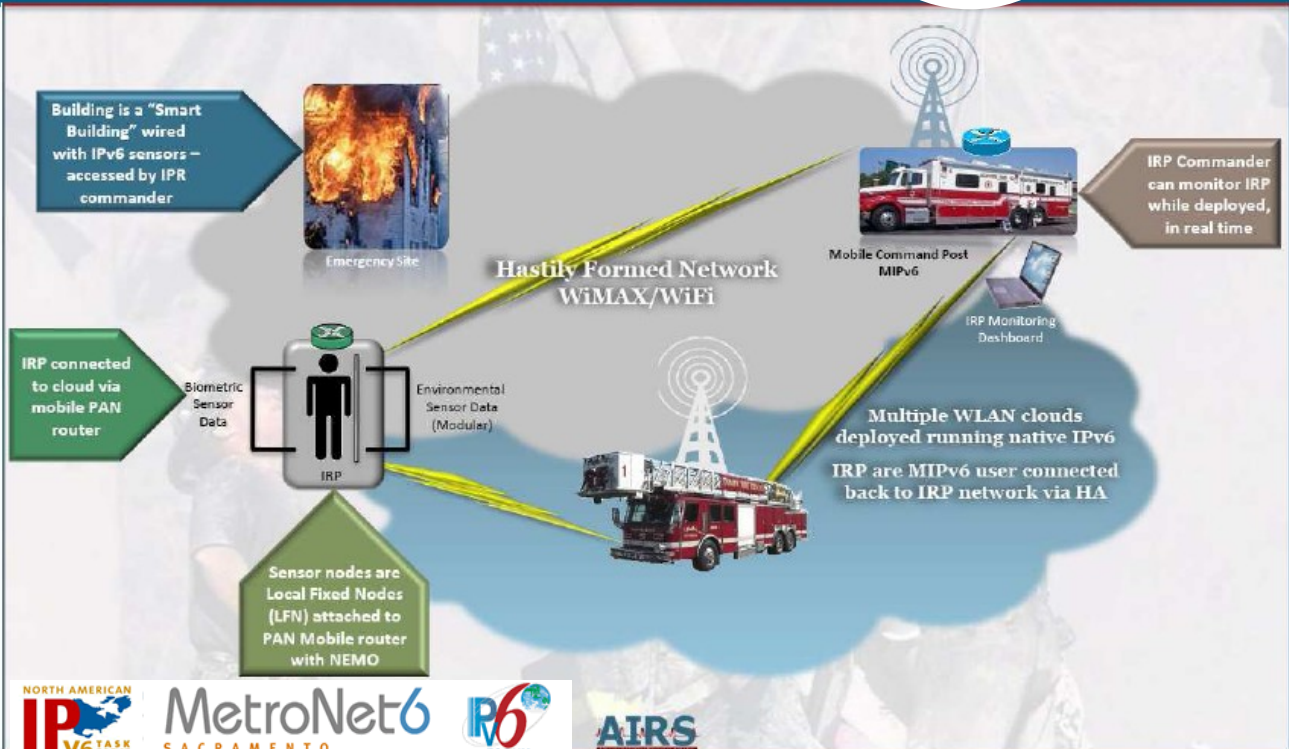 Building is a "Smart
Building" wired
with IPv6 sensors –
accessed by IPR
commander
Emergency Site
Hastily Formed Network
WiMAX/WiFi
Mobile Command Post
MIPv6
IRP Commander
can monitor IRP
while deployed,
in real time
IRP Monitoring
Dashboard
IRP connected
to cloud via
mobile PAN
router
Biometric
Sensor
Data
IRP
Environmental
Sensor Data
(Modular)
1
Multiple WLAN clouds
deployed running native IPv6
IRP are MIPv6 user connected
back to IRP network via HA
Sensor nodes are
Local Fixed Nodes
(LFN) attached to
PAN Mobile router
with NEMO
NORTH AMERICAN
IP
V6 TASK
MetroNet6
SACRAMENTO
IPV6
AIRS